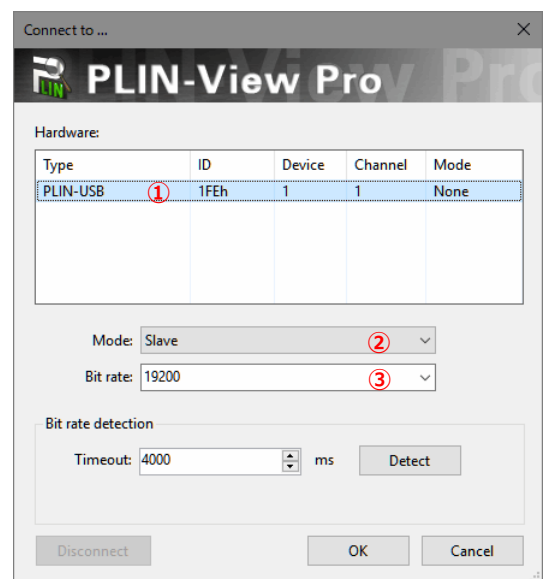 Connect to ...
PLIN PLIN-View Pro
Hardware:
Type ID Device Channel Mode
PLIN-USB ① 1FEh 1 1 None
Mode: Slave ②
Bit rate: 19200 ③
Bit rate detection
Timeout: 4000 ms Detect
Disconnect OK Cancel